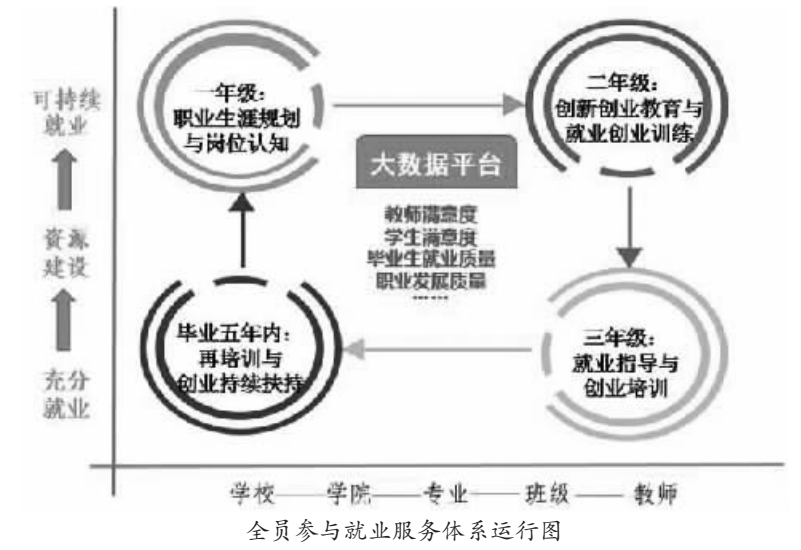 一年级：
职业生涯规划
与岗位认知
二年级：
创新创业教育与
就业创业训练
可持续
就业
大数据平台
教师满意度
学生满意度
毕业生就业质量
职业发展质量
……
资源
建设
毕业五年内：
再培训与
创业持续扶持
三年级：
就业指导与
创业培训
充分
就业
学校——学院——专业——班级——教师
全员参与就业服务体系运行图